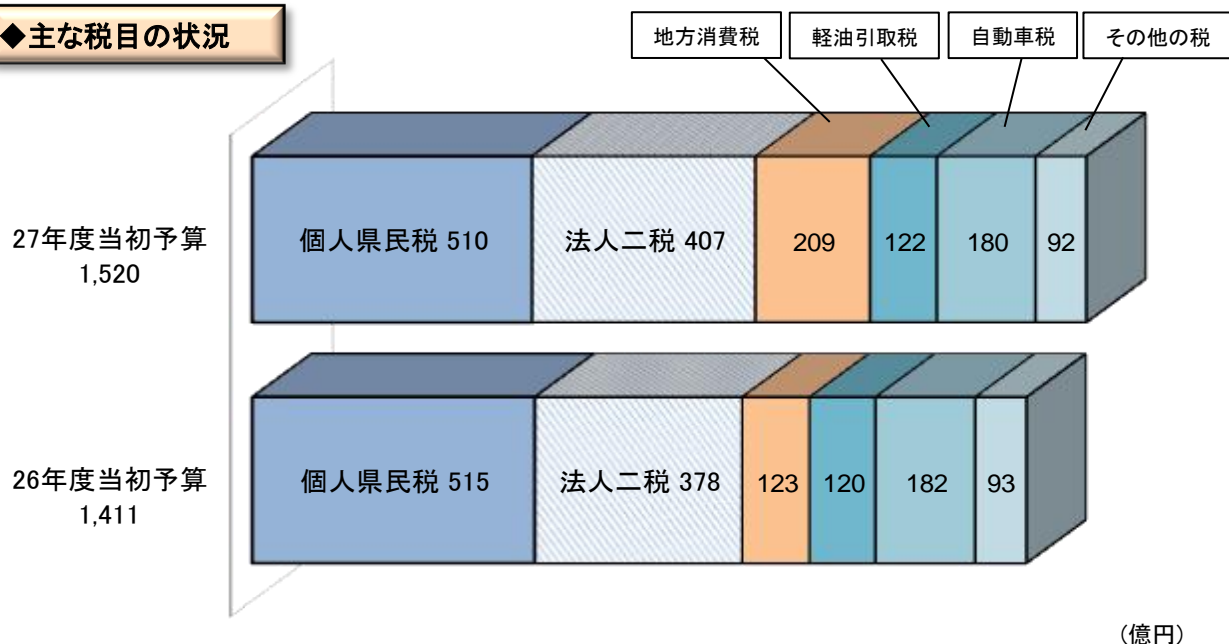 ◆主な税目の状況
地方消費税
軽油引取税
自動車税
その他の税
27年度当初予算
1,520
個人県民税 510
法人二税 407
209
122
180
92
26年度当初予算
1,411
個人県民税 515
法人二税 378
123
120
182
93
(億円)